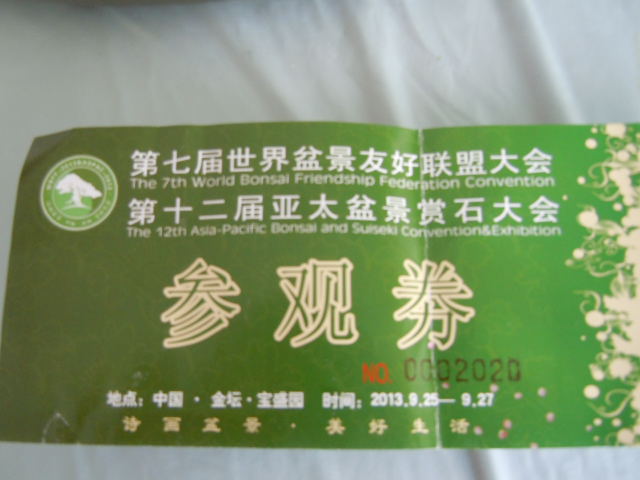 第七届世界盆景友好联盟大会
The 7th World Bonsai Friendship Federation Convention
第十二届亚太盆景赏石大会
The 12th Asia-Pacific Bonsai and Suiseki Convention&Exhibition
参观券
NO. 0002020
地点：中国·金坛·宝盛园 时间：2013.9.25—9.27
诗画盆景·美好生活